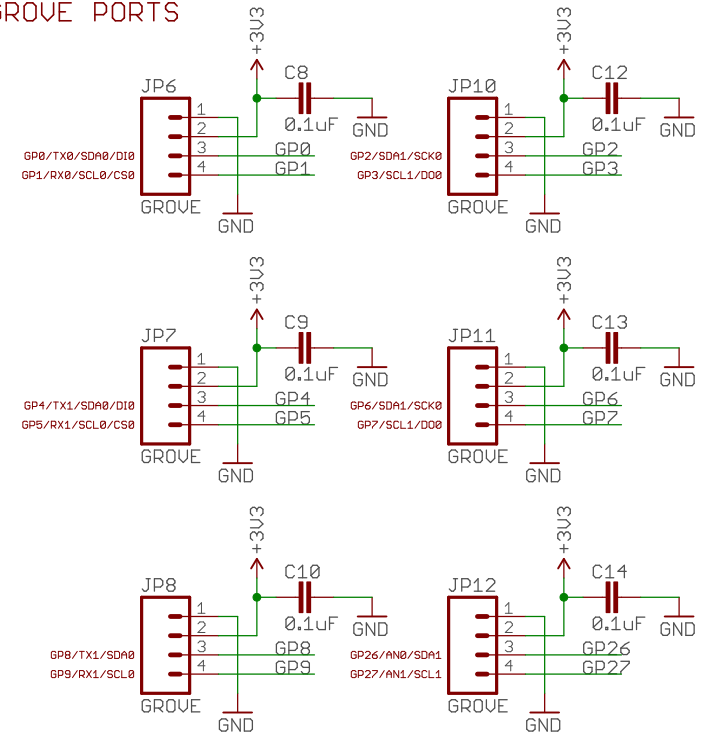 GROVE PORTS
+3V3
JP6
C8
0.1uF
GND
1
2
3
4
GP0/TX0/SDA0/DI0
GP1/RX0/SCL0/CS0
GP0
GP1
GROVE
GND
+3V3
JP10
C12
0.1uF
GND
1
2
3
4
GP2/SDA1/SCK0
GP3/SCL1/DO0
GP2
GP3
GROVE
GND
+3V3
JP7
C9
0.1uF
GND
1
2
3
4
GP4/TX1/SDA0/DI0
GP5/RX1/SCL0/CS0
GP4
GP5
GROVE
GND
+3V3
JP11
C13
0.1uF
GND
1
2
3
4
GP6/SDA1/SCK0
GP7/SCL1/DO0
GP6
GP7
GROVE
GND
+3V3
JP8
C10
0.1uF
GND
1
2
3
4
GP8/TX1/SDA0
GP9/RX1/SCL0
GP8
GP9
GROVE
GND
+3V3
JP12
C14
0.1uF
GND
1
2
3
4
GP26/AN0/SDA1
GP27/AN1/SCL1
GP26
GP27
GROVE
GND